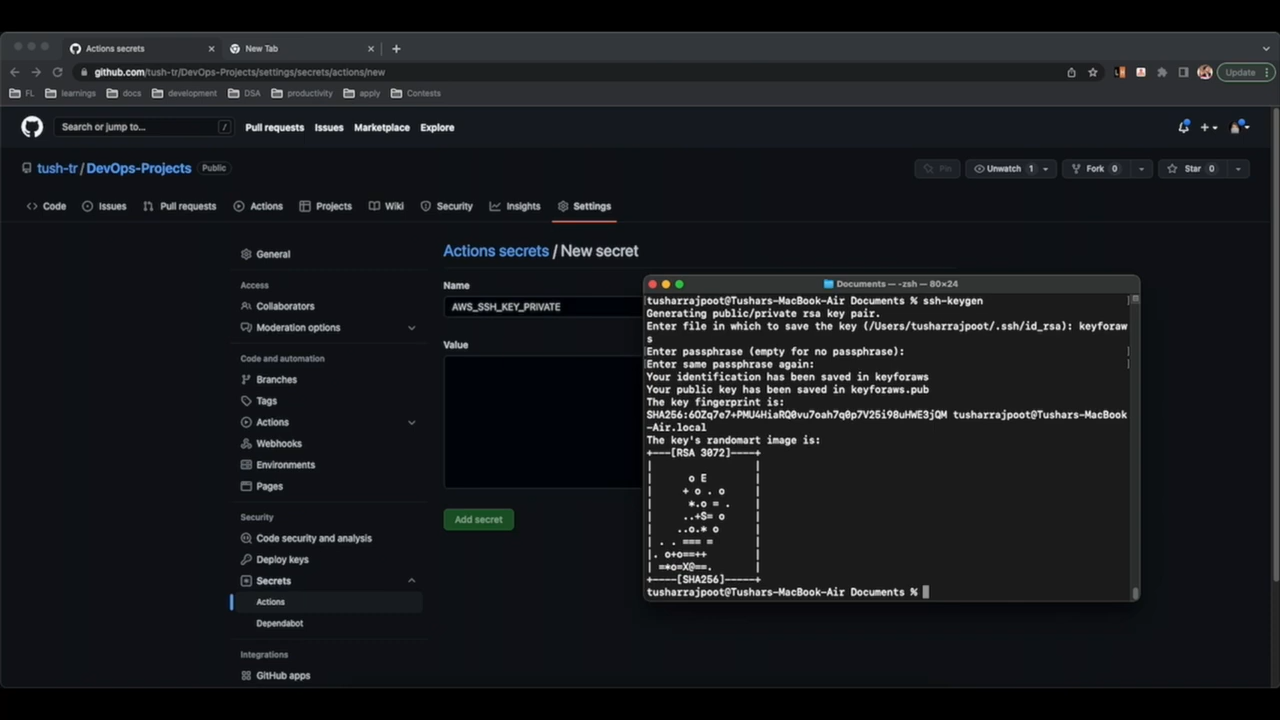 Actions secrets
New Tab
github.com/tush-tr/DevOps-Projects/settings/secrets/actions/new
Update
FL learnings docs development DSA productivity apply Contests
Search or jump to... /
Pull requests Issues Marketplace Explore
tush-tr / DevOps-Projects Public
Pin Unwatch 1 Fork 0 Star 0
Code Issues Pull requests Actions Projects Wiki Security Insights Settings
General
Access
Collaborators
Moderation options
Code and automation
Branches
Tags
Actions
Webhooks
Environments
Pages
Security
Code security and analysis
Deploy keys
Secrets
Actions
Dependabot
Integrations
GitHub apps
Actions secrets / New secret
Name
AWS_SSH_KEY_PRIVATE
Value
Add secret
Documents — -zsh — 80×24
tusharrajpoot@Tushars-MacBook-Air Documents % ssh-keygen
Generating public/private rsa key pair.
Enter file in which to save the key (/Users/tusharrajpoot/.ssh/id_rsa): keyforaw
s
Enter passphrase (empty for no passphrase):
Enter same passphrase again:
Your identification has been saved in keyforaws
Your public key has been saved in keyforaws.pub
The key fingerprint is:
SHA256:6OZq7e7+PMU4HiaRQ0vu7oah7q0p7V25i98uHWE3jQM tusharrajpoot@Tushars-MacBook
-Air.local
The key's randomart image is:
+---[RSA 3072]----+
|                 |
|      o E        |
|     + o . o     |
|      *.o = .    |
|     ..+S= o     |
|    ..o.* o      |
| . . === =       |
|. o+o==++        |
| =*o=X@==.       |
+----[SHA256]-----+
tusharrajpoot@Tushars-MacBook-Air Documents %